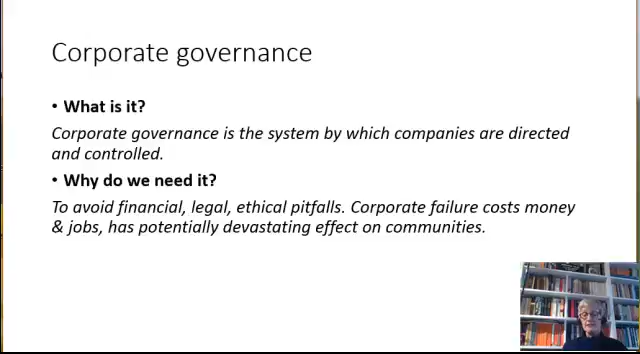 Corporate governance
• What is it?
Corporate governance is the system by which companies are directed
and controlled.
• Why do we need it?
To avoid financial, legal, ethical pitfalls. Corporate failure costs money
& jobs, has potentially devastating effect on communities.